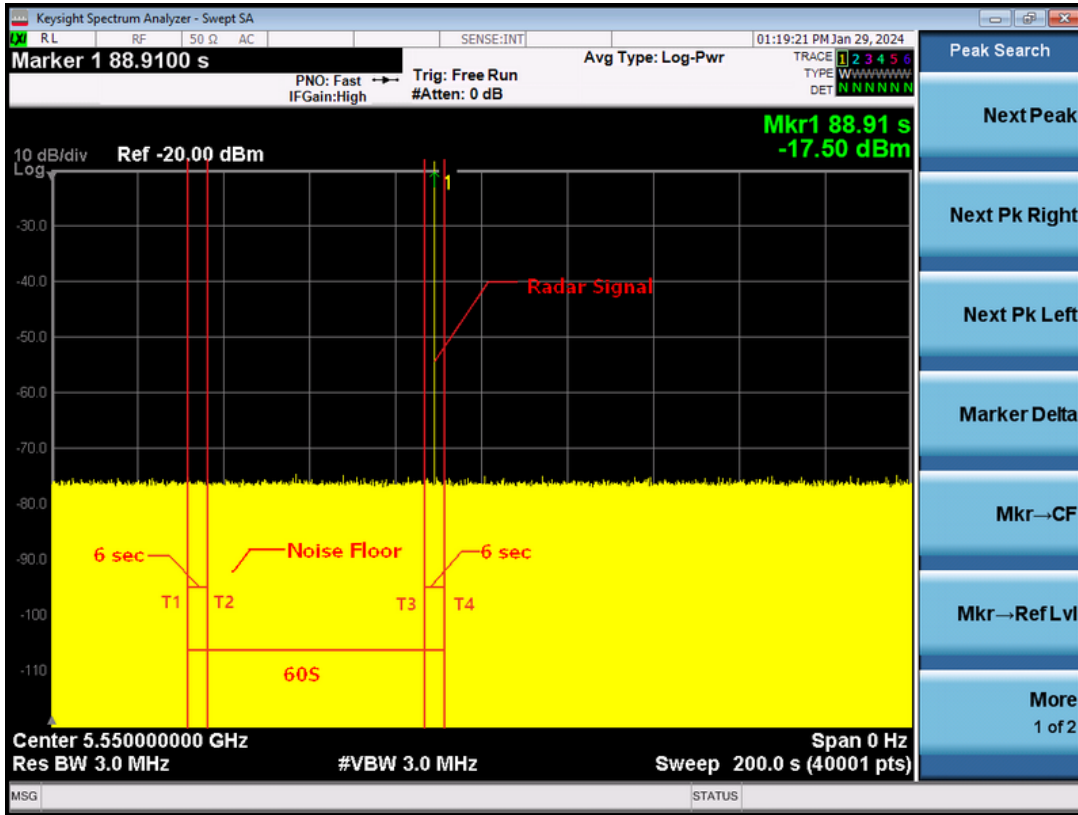 Keysight Spectrum Analyzer - Swept SA
LXI RL RF 50 Ω AC SENSE:INT 01:19:21 PM Jan 29, 2024
Marker 1 88.9100 s
PNO: Fast
IFGain:High
Trig: Free Run
#Atten: 0 dB
Avg Type: Log-Pwr
TRACE 1 2 3 4 5 6
TYPE WWWWWW
DET N N N N N N
Mkr1 88.91 s
-17.50 dBm
10 dB/div Ref -20.00 dBm
Log
1
-30.0
-40.0
Radar Signal
-50.0
-60.0
-70.0
-80.0
-90.0
6 sec
Noise Floor
6 sec
T1 T2 T3 T4
-100
-110
60S
Center 5.550000000 GHz
Span 0 Hz
Res BW 3.0 MHz
#VBW 3.0 MHz
Sweep 200.0 s (40001 pts)
MSG
STATUS
Peak Search
Next Peak
Next Pk Right
Next Pk Left
Marker Delta
Mkr→CF
Mkr→Ref Lvl
More
1 of 2